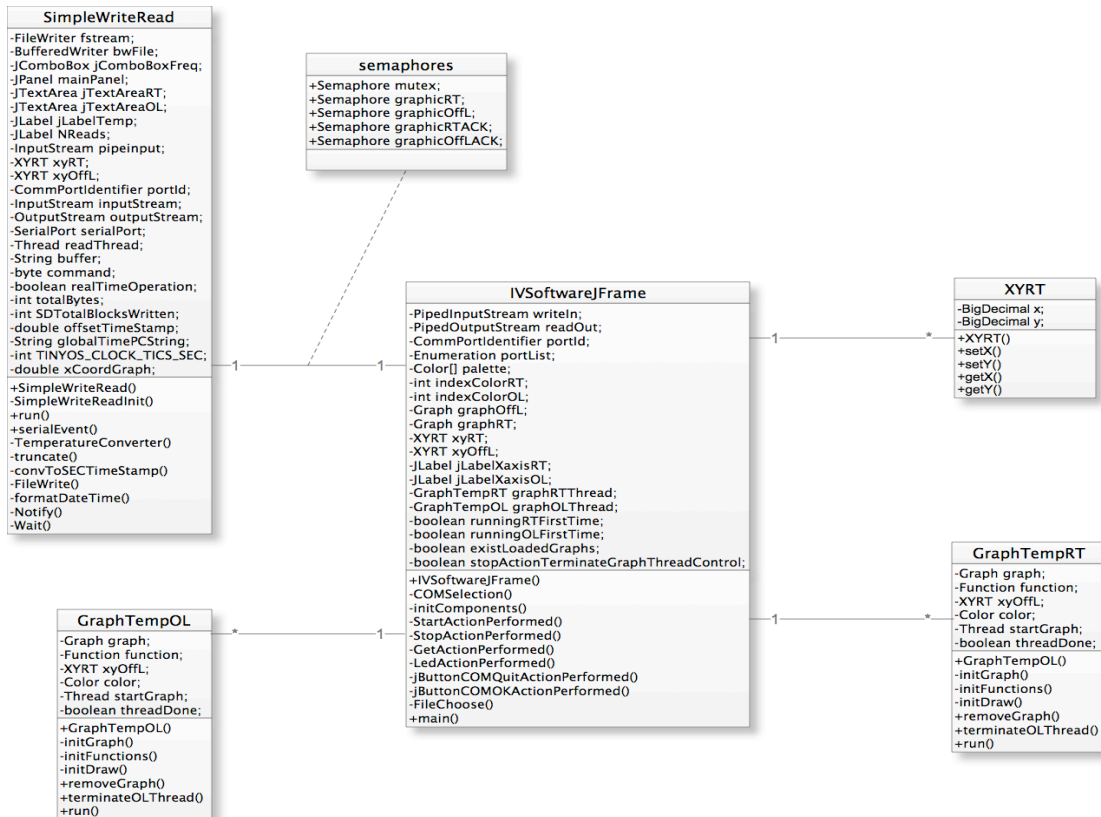 SimpleWriteRead
-FileWriter fstream;
-BufferedWriter bwFile;
-JComboBox jComboBoxFreq;
-JPanel mainPanel;
-JTextArea jTextAreaRT;
-JTextArea jTextAreaOL;
-JLabel jLabelTemp;
-JLabel NReads;
-InputStream pipeinput;
-XYRT xyRT;
-XYRT xyOffL;
-CommPortIdentifier portId;
-InputStream inputStream;
-OutputStream outputStream;
-SerialPort serialPort;
-Thread readThread;
-String buffer;
-byte command;
-boolean realTimeOperation;
-int totalBytes;
-int SDTotalBlocksWritten;
-double offsetTimeStamp;
-String globalTimePCString;
-int TINYOS_CLOCK_TICS_SEC;
-double xCoordGraph;
+SimpleWriteRead()
-SimpleWriteReadInit()
+run()
+serialEvent()
-TemperatureConverter()
-truncate()
-convToSECTimeStamp()
-FileWrite()
-formatDateTime()
-Notify()
-Wait()
semaphores
+Semaphore mutex;
+Semaphore graphicRT;
+Semaphore graphicOffL;
+Semaphore graphicRTACK;
+Semaphore graphicOffLACK;
1
1
IVSoftwareJFrame
-PipedInputStream writeIn;
-PipedOutputStream readOut;
-CommPortIdentifier portId;
-Enumeration portList;
-Color[] palette;
-int indexColorRT;
-int indexColorOL;
-Graph graphOffL;
-Graph graphRT;
-XYRT xyRT;
-XYRT xyOffL;
-JLabel jLabelXaxisRT;
-JLabel jLabelXaxisOL;
-GraphTempRT graphRTThread;
-GraphTempOL graphOLThread;
-boolean runningRTFirstTime;
-boolean runningOLFirstTime;
-boolean existLoadedGraphs;
-boolean stopActionTerminateGraphThreadControl;
+IVSoftwareJFrame()
-COMSelection()
-initComponents()
-StartActionPerformed()
-StopActionPerformed()
-GetActionPerformed()
-LedActionPerformed()
-jButtonCOMQuitActionPerformed()
-jButtonCOMOKActionPerformed()
-FileChoose()
+main()
1
*
XYRT
-BigDecimal x;
-BigDecimal y;
+XYRT()
+setX()
+setY()
+getX()
+getY()
1
*
GraphTempRT
-Graph graph;
-Function function;
-XYRT xyOffL;
-Color color;
-Thread startGraph;
-boolean threadDone;
+GraphTempOL()
-initGraph()
-initFunctions()
-initDraw()
+removeGraph()
+terminateOLThread()
+run()
*
1
GraphTempOL
-Graph graph;
-Function function;
-XYRT xyOffL;
-Color color;
-Thread startGraph;
-boolean threadDone;
+GraphTempOL()
-initGraph()
-initFunctions()
-initDraw()
+removeGraph()
+terminateOLThread()
+run()